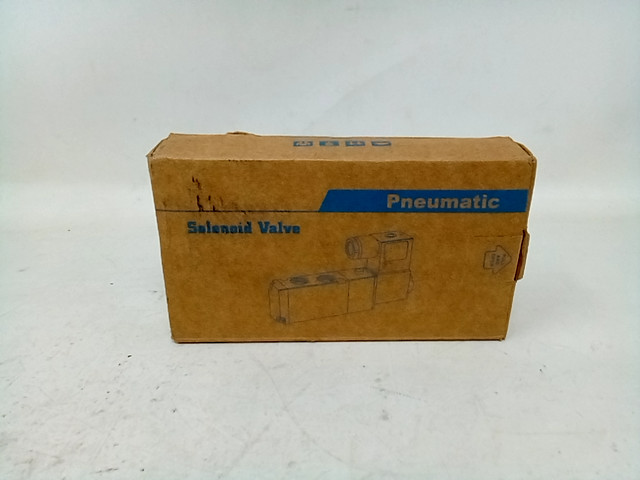 Pneumatic
Solenoid Valve